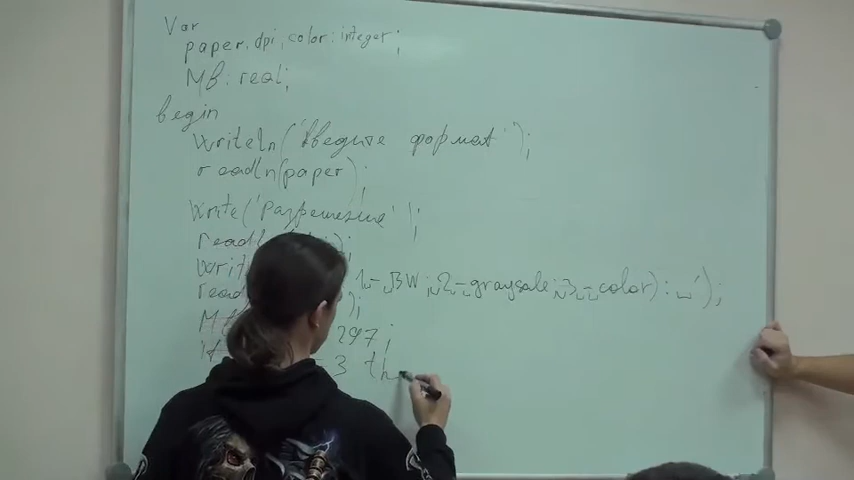 Var
paper, dpi, color: integer;
MB: real;
begin
writeln('Введите формат');
readln(paper);
write('Разрешение');
1-BW; 2-grayscale; 3-color):');
297;
=3